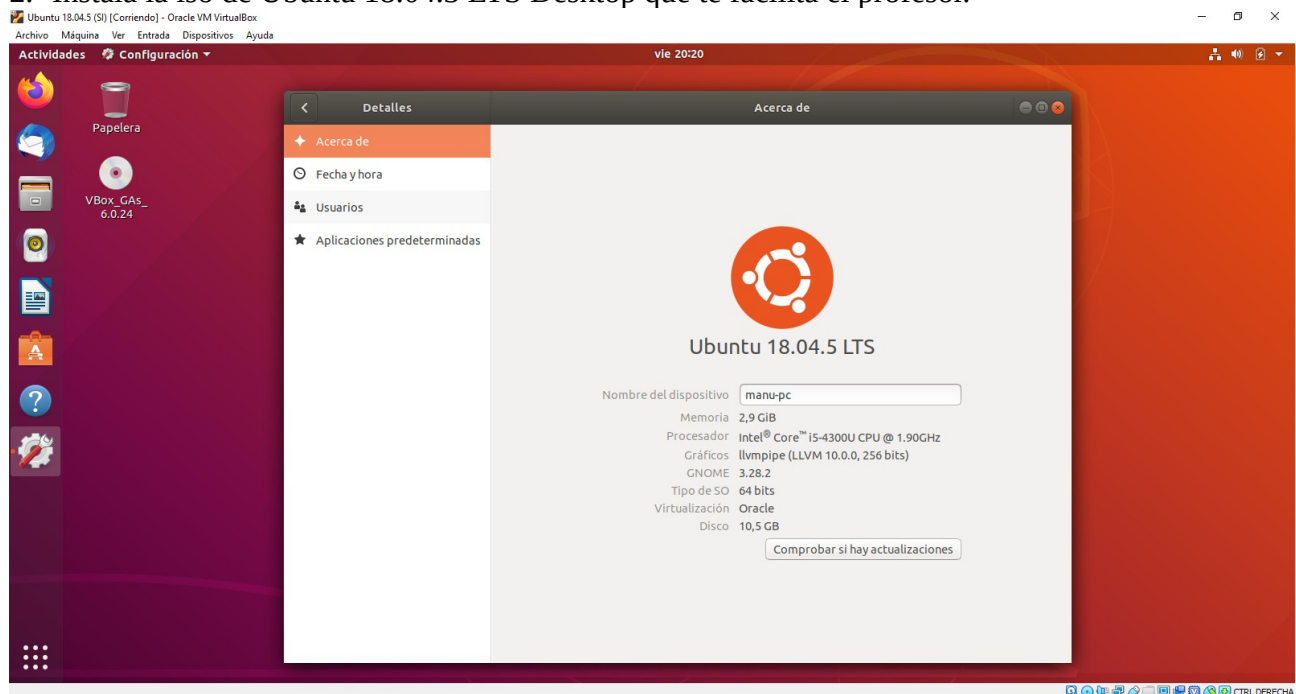 2. Instala la iso de Ubuntu 18.04.5 LTS Desktop que te facilita el profesor.
Ubuntu 18.04.5 (SI) [Corriendo] - Oracle VM VirtualBox
Archivo Máquina Ver Entrada Dispositivos Ayuda
Actividades Configuración vie 20:20
Papelera
VBox_GAs_
6.0.24
Detalles
Acerca de
Acerca de
Fecha y hora
Usuarios
Aplicaciones predeterminadas
Ubuntu 18.04.5 LTS
Nombre del dispositivo manu-pc
Memoria 2,9 GiB
Procesador Intel® Core™ i5-4300U CPU @ 1.90GHz
Gráficos llvmpipe (LLVM 10.0.0, 256 bits)
GNOME 3.28.2
Tipo de SO 64 bits
Virtualización Oracle
Disco 10,5 GB
Comprobar si hay actualizaciones
CTRL DERECHA